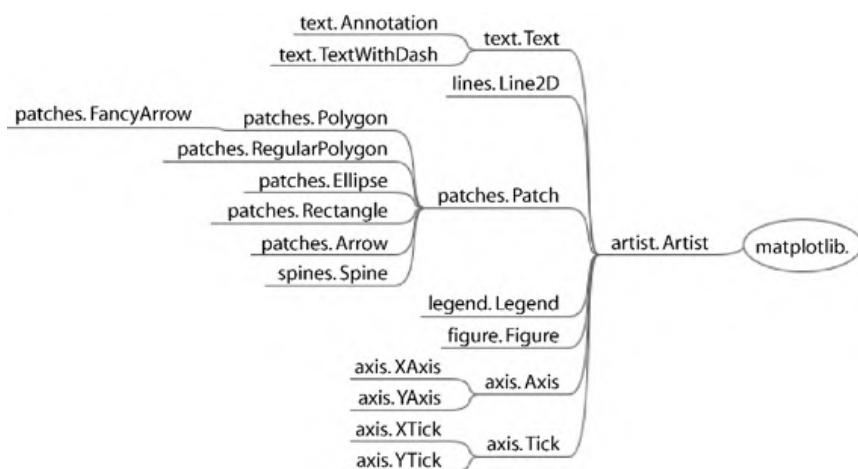 text. Annotation
text. Text
text. TextWithDash
lines. Line2D
patches. FancyArrow
patches. Polygon
patches. RegularPolygon
patches. Ellipse
patches. Patch
patches. Rectangle
patches. Arrow
artist. Artist
matplotlib.
spines. Spine
legend. Legend
figure. Figure
axis. XAxis
axis. Axis
axis. YAxis
axis. XTick
axis. Tick
axis. YTick